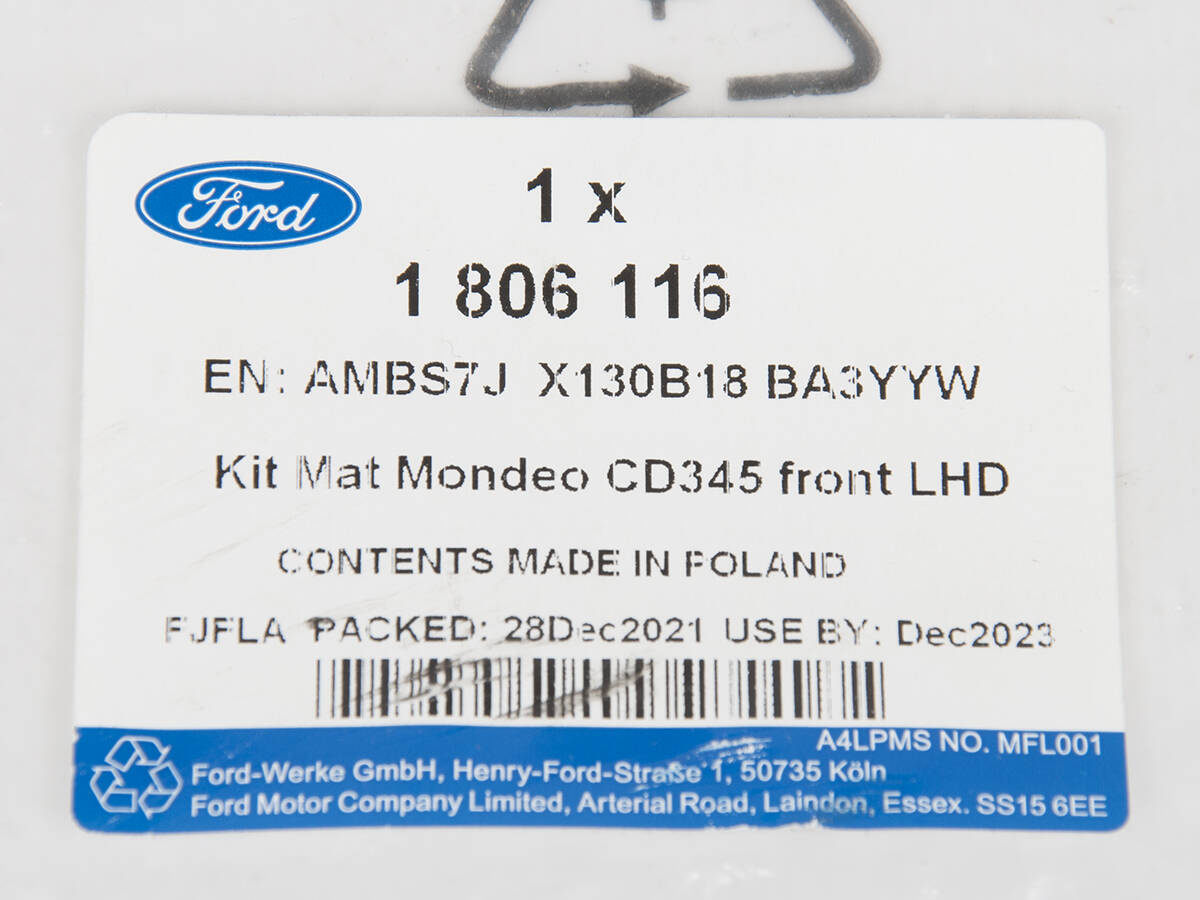 Ford
1 x
1 806 116
EN: AMBS7J X130B18 BA3YYW
Kit Mat Mondeo CD345 front LHD
CONTENTS MADE IN POLAND
FJFLA PACKED: 28Dec2021 USE BY: Dec2023
A4LPMS NO. MFL001
Ford-Werke GmbH, Henry-Ford-Straße 1, 50735 Köln
Ford Motor Company Limited, Arterial Road, Laindon, Essex. SS15 6EE